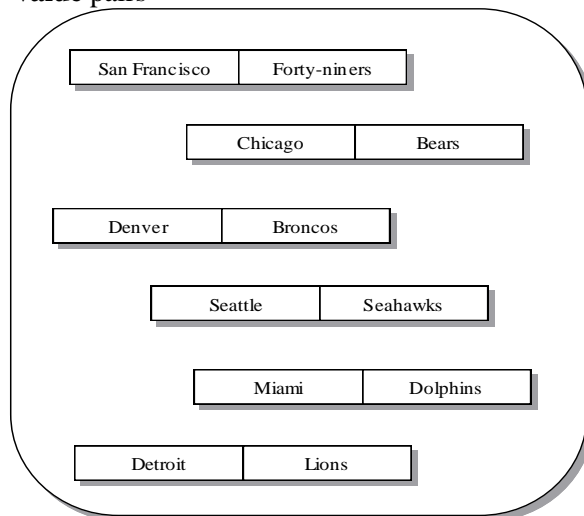 value pairs
San Francisco Forty-niners
Chicago Bears
Denver Broncos
Seattle Seahawks
Miami Dolphins
Detroit Lions